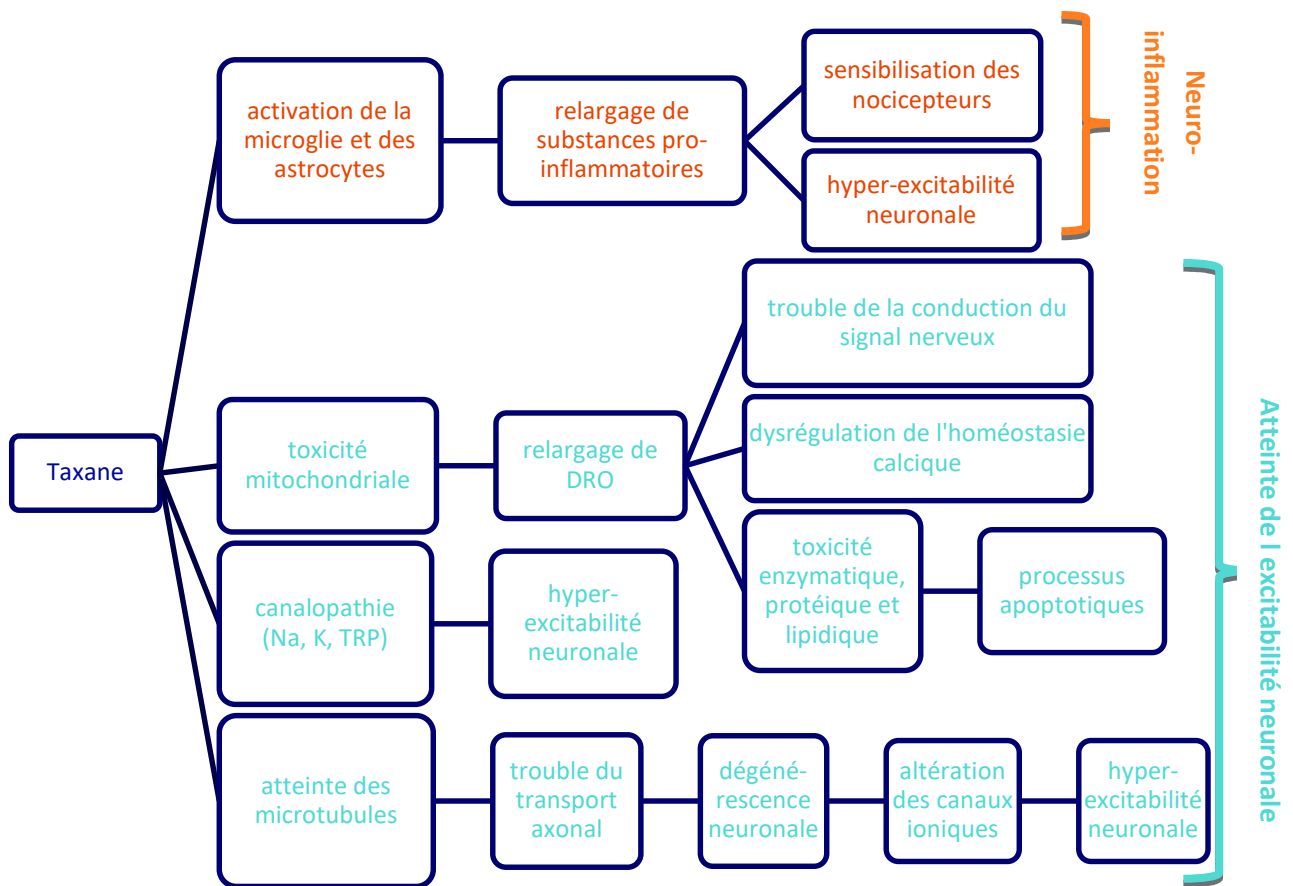 activation de la
microglie et des
astrocytes
relargage de
substances pro-
inflammatoires
sensibilisation des
nocicepteurs
hyper-excitabilité
neuronale
Neuro-
inflammation
Taxane
toxicité
mitochondriale
relargage de
DRO
trouble de la conduction du
signal nerveux
dysrégulation de l'homéostasie
calcique
toxicité
enzymatique,
protéique et
lipidique
processus
apoptotiques
canalopathie
(Na, K, TRP)
hyper-
excitabilité
neuronale
atteinte des
microtubules
trouble du
transport
axonal
dégéné-
rescence
neuronale
altération
des canaux
ioniques
hyper-
excitabilité
neuronale
Atteinte de l excitabilité neuronale